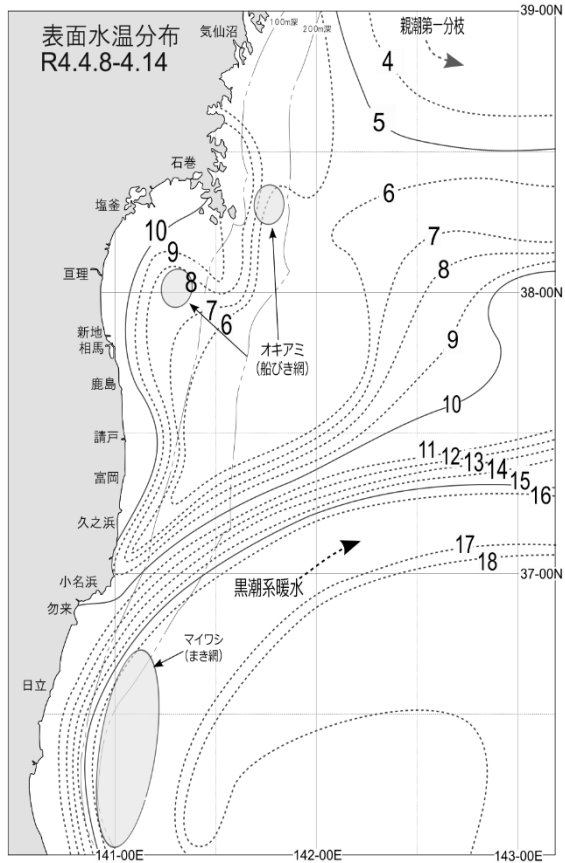 表面水温分布
R4.4.8-4.14
気仙沼
100m深
200m深
親潮第一分枝
39-00N
4
5
石巻
塩釜
6
10
9
7
亘理
8
8
38-00N
7
6
新地
相馬
オキアミ
(船びき網)
9
鹿島
10
請戸
11
12
13
14
15
16
富岡
久之浜
17
18
小名浜
黒潮系暖水
37-00N
勿来
マイワシ
(まき網)
日立
141-00E
142-00E
143-00E